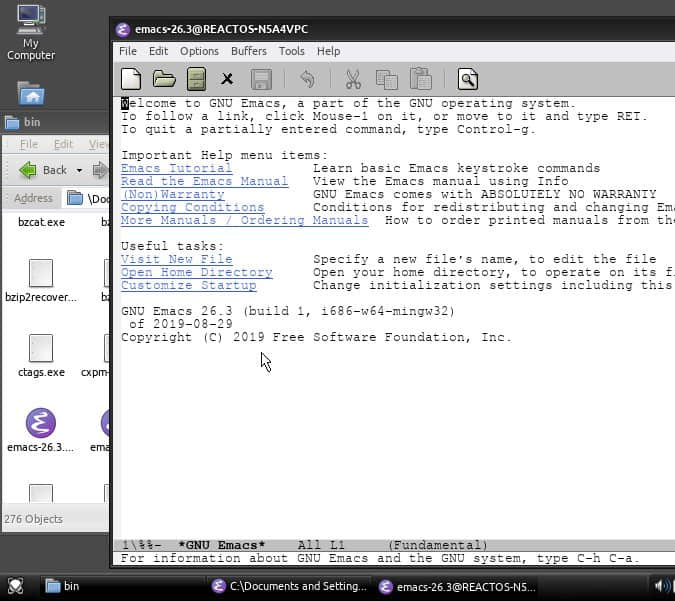 My
Computer
emacs-26.3@REACTOS-N5A4VPC
File Edit Options Buffers Tools Help
bin
File Edit View
Back
Address \Doc
bzcat.exe
bzip2recover...
ctags.exe cxpm-
emacs-26.3.... ema
276 Objects
Welcome to GNU Emacs, a part of the GNU operating system.
To follow a link, click Mouse-1 on it, or move to it and type RET.
To quit a partially entered command, type Control-g.
Important Help menu items:
Emacs Tutorial Learn basic Emacs keystroke commands
Read the Emacs Manual View the Emacs manual using Info
(Non)Warranty GNU Emacs comes with ABSOLUTELY NO WARRANTY
Copying Conditions Conditions for redistributing and changing Ema
More Manuals / Ordering Manuals How to order printed manuals from the
Useful tasks:
Visit New File Specify a new file's name, to edit the file
Open Home Directory Open your home directory, to operate on its f
Customize Startup Change initialization settings including this
GNU Emacs 26.3 (build 1, i686-w64-mingw32)
of 2019-08-29
Copyright (C) 2019 Free Software Foundation, Inc.
1\%%- *GNU Emacs* All L1 (Fundamental)
For information about GNU Emacs and the GNU system, type C-h C-a.
bin C:\Documents and Setting... emacs-26.3@REACTOS-N5...